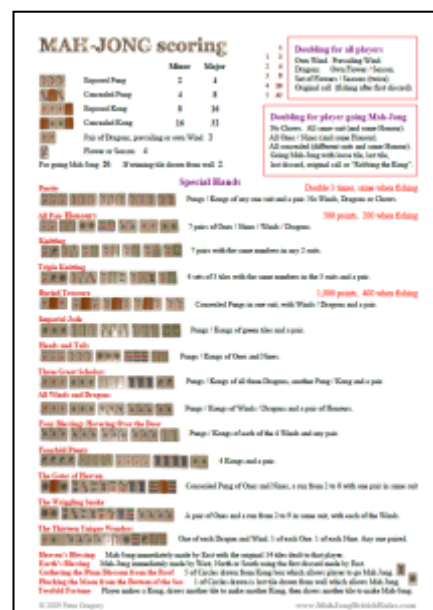 MAH-JONG scoring
Minor Major
Exposed Pung 2 4
Concealed Pung 4 8
Exposed Kong 8 16
Concealed Kong 16 32
Pair of Dragons, prevailing or own Wind 2
Flower or Season 4
For going Mah-Jong 20 If winning tile drawn from wall 2
Doubling for all players
Own Wind. Prevailing Wind.
Dragons. Own Flower / Season.
Set of Flowers / Seasons (twice).
Original call (fishing after first discard).
Doubling for player going Mah-Jong
No Chows. All same suit (and some Honors).
All Ones / Nines (and some Honors).
All concealed (different suits and some Honors).
Going Mah-Jong with loose tile, last tile,
last discard, original call or "Robbing the Kong".
Special Hands
Purity Double 3 times, same when fishing
Pungs / Kongs of any one suit and a pair. No Winds, Dragons or Chows.
All Pair Honours 500 points, 200 when fishing
7 pairs of Ones / Nines / Winds / Dragons.
Knitting
7 pairs with the same numbers in any 2 suits.
Triple Knitting
4 sets of 3 tiles with the same numbers in the 3 suits and a pair.
Buried Treasure 1,000 points, 400 when fishing
Concealed Pungs in one suit, with Winds / Dragons and a pair.
Imperial Jade
Pungs / Kongs of green tiles and a pair.
Heads and Tails
Pungs / Kongs of Ones and Nines.
Three Great Scholars
Pungs / Kongs of all three Dragons, another Pung / Kong and a pair.
All Winds and Dragons
Pungs / Kongs of Winds / Dragons and a pair of Honours.
Four Blessing Hovering Over the Door
Pungs / Kongs of each of the 4 Winds and any pair.
Fourfold Plenty
4 Kongs and a pair.
The Gates of Heaven
Concealed Pung of Ones and Nines, a run from 2 to 8 with one pair in same suit
The Wriggling Snake
A pair of Ones and a run from 2 to 9 in same suit, with each of the Winds.
The Thirteen Unique Wonders
One of each Dragon and Wind. 1 of each One. 1 of each Nine. Any one paired.
Heaven's Blessing Mah-Jong immediately made by East with the original 14 tiles dealt to that player.
Earth's Blessing Mah-Jong immediately made by West, North or South using the first discard made by East.
Gathering the Plum Blossom from the Roof 5 of Circles drawn from Kong box which allows player to go Mah-Jong.
Plucking the Moon from the Bottom of the Sea 1 of Circles drawn as last tile drawn from wall which allows Mah-Jong.
Twofold Fortune Player makes a Kong, draws another tile to make another Kong, then draws another tile to make Mah-Jong.
© 2009 Peter Gregory www.MahJongBritishRules.com